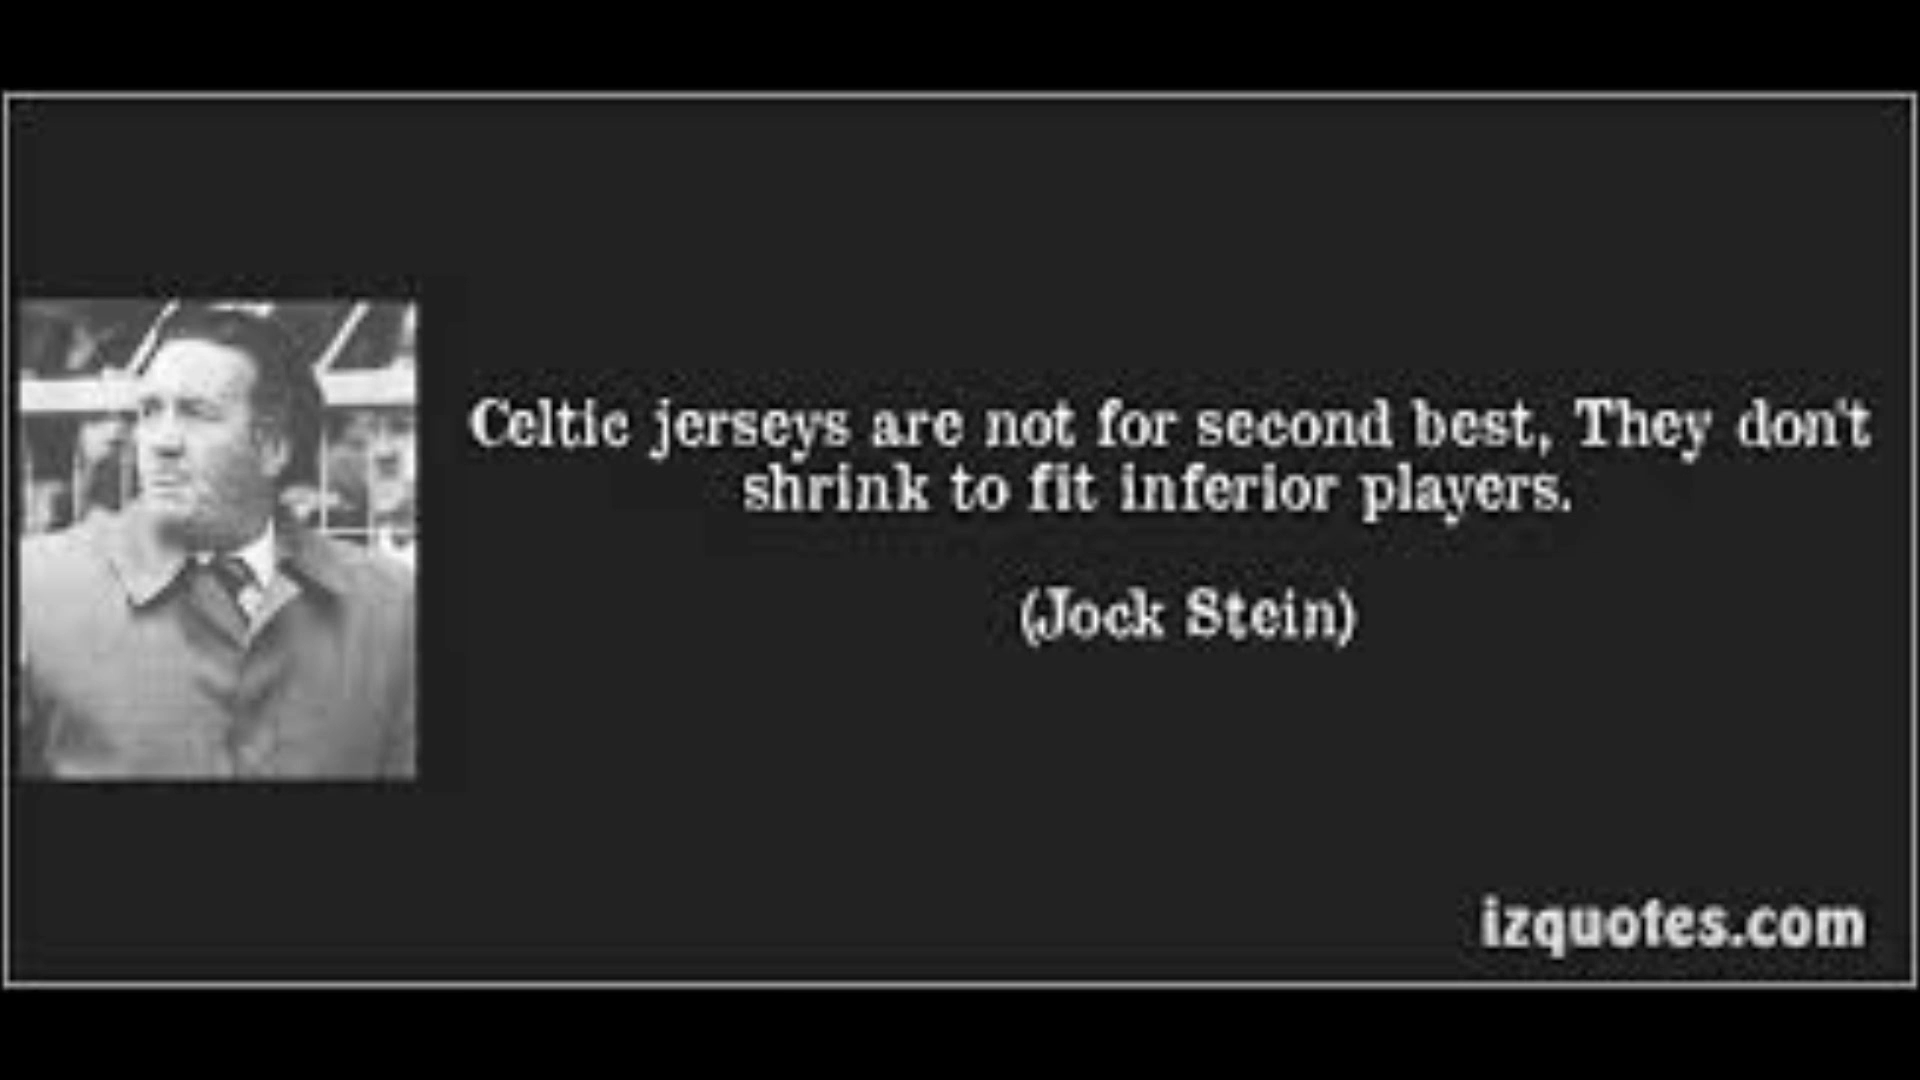 Celtic jerseys are not for second best, They don't
shrink to fit inferior players.
(Jock Stein)
izquotes.com